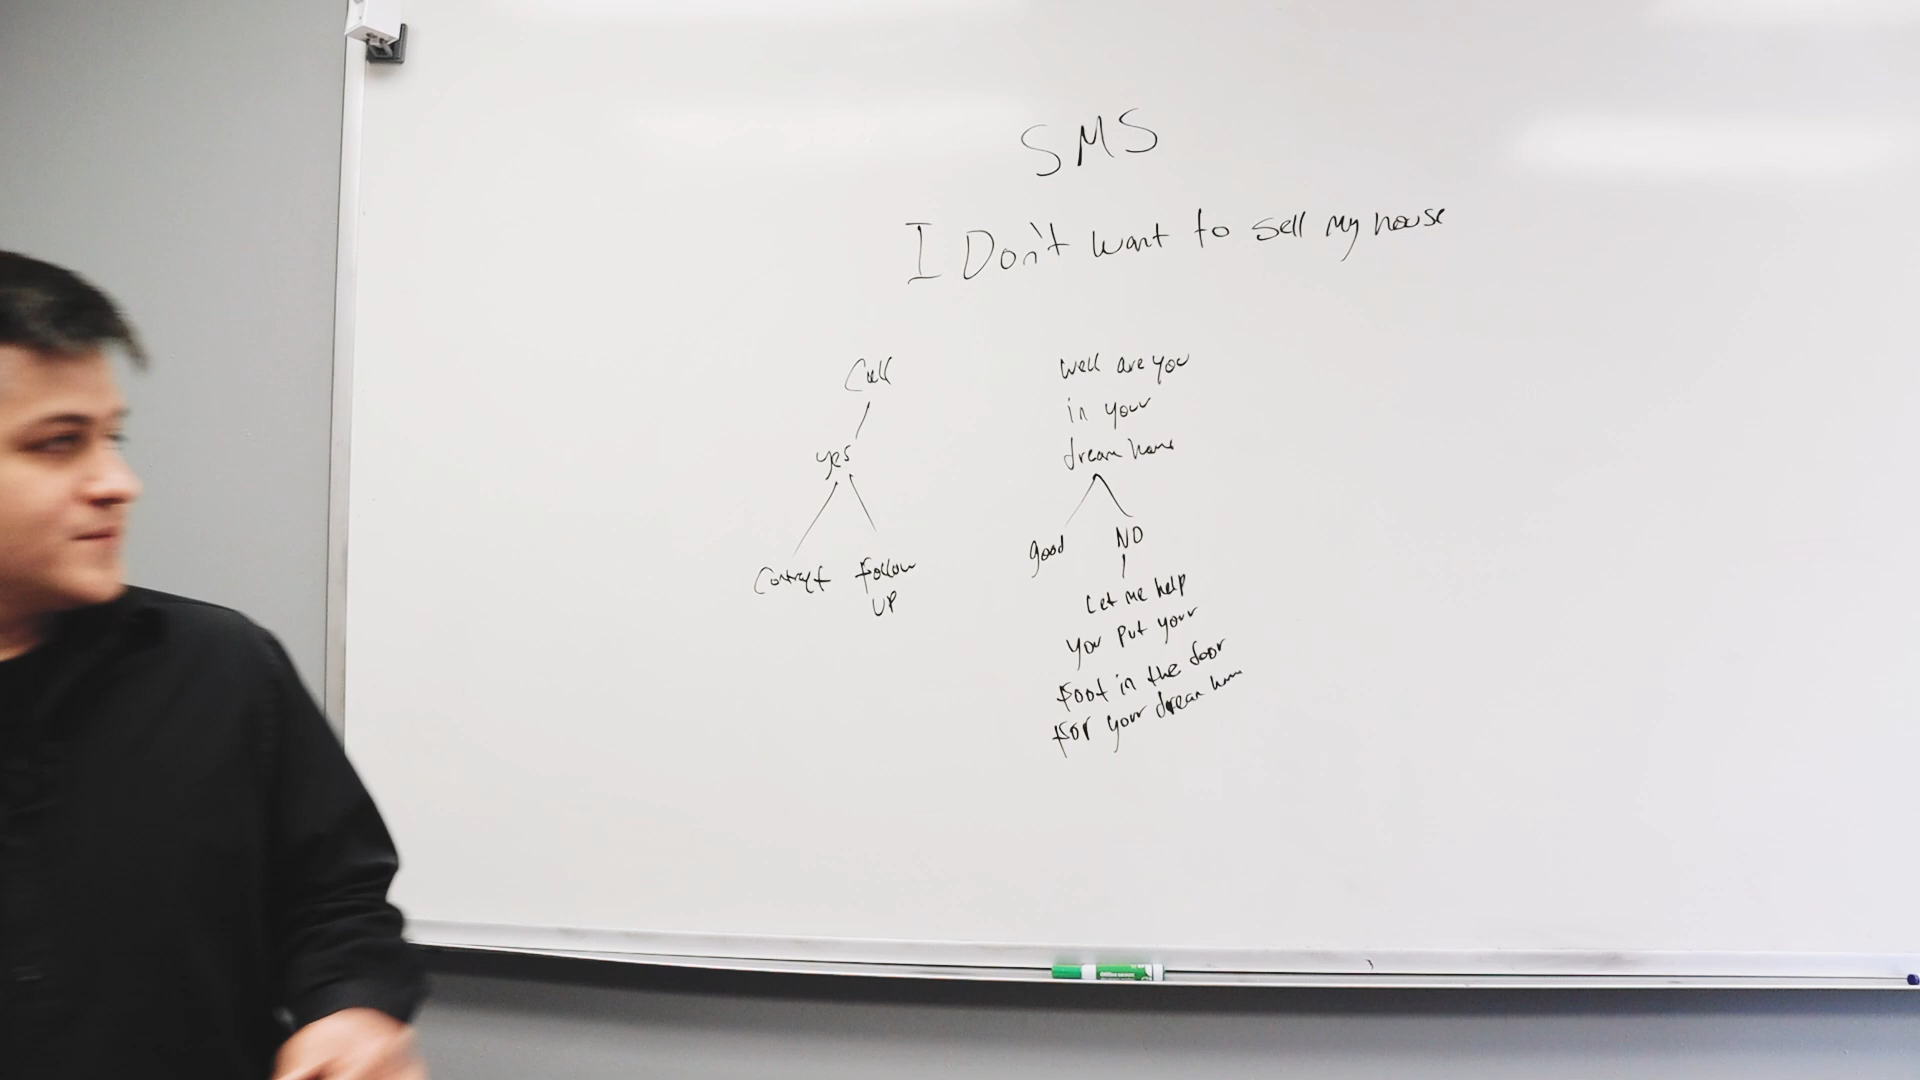 SMS
I Don't want to sell my house
Call
yes
Contract
Follow
UP
Well are you
in your
dream home
good
NO
Let me help
you put your
foot in the door
for your dream home